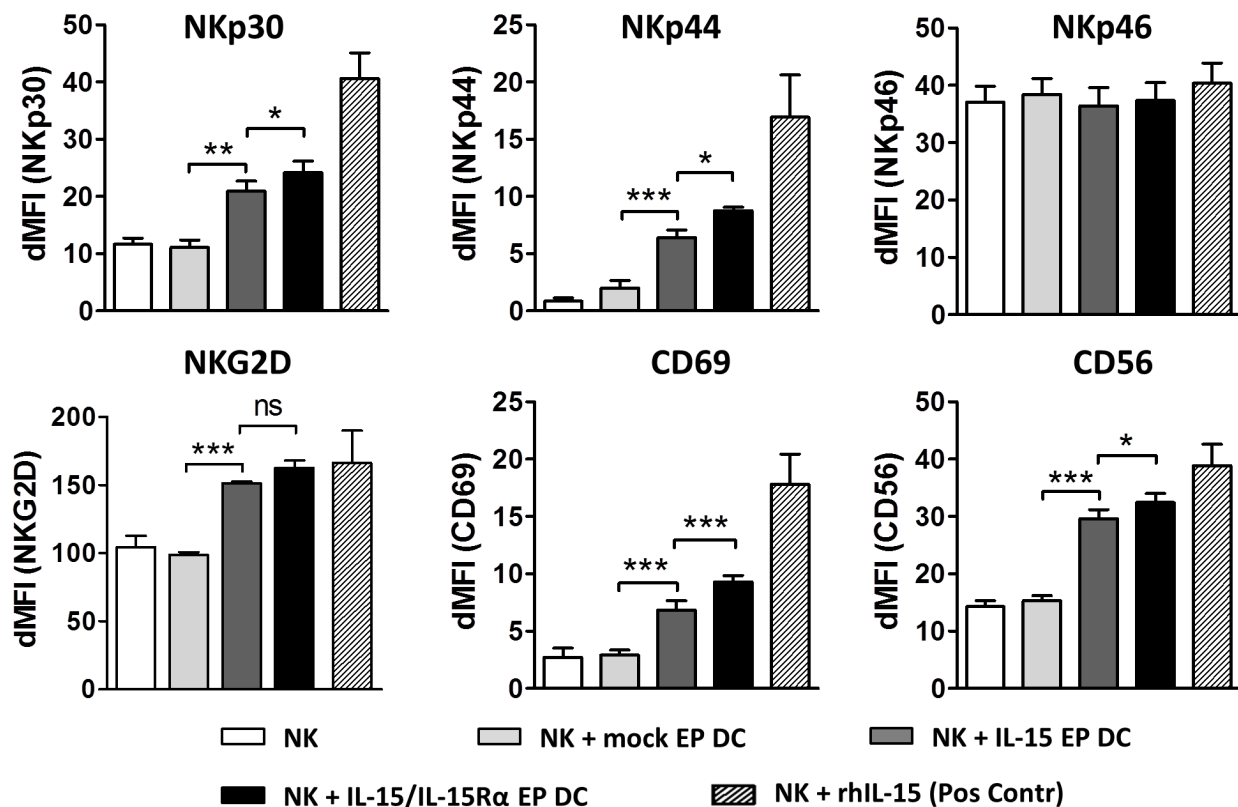 NKp30
dMFI (NKp30)
50
40
30
20
10
0
**
*
NKp44
dMFI (NKp44)
25
20
15
10
5
0
***
*
NKp46
dMFI (NKp46)
50
40
30
20
10
0
NKG2D
dMFI (NKG2D)
200
150
100
50
0
***
ns
CD69
dMFI (CD69)
25
20
15
10
5
0
***
***
CD56
dMFI (CD56)
50
40
30
20
10
0
***
*
NK
NK + mock EP DC
NK + IL-15 EP DC
NK + IL-15/IL-15Rα EP DC
NK + rhIL-15 (Pos Contr)